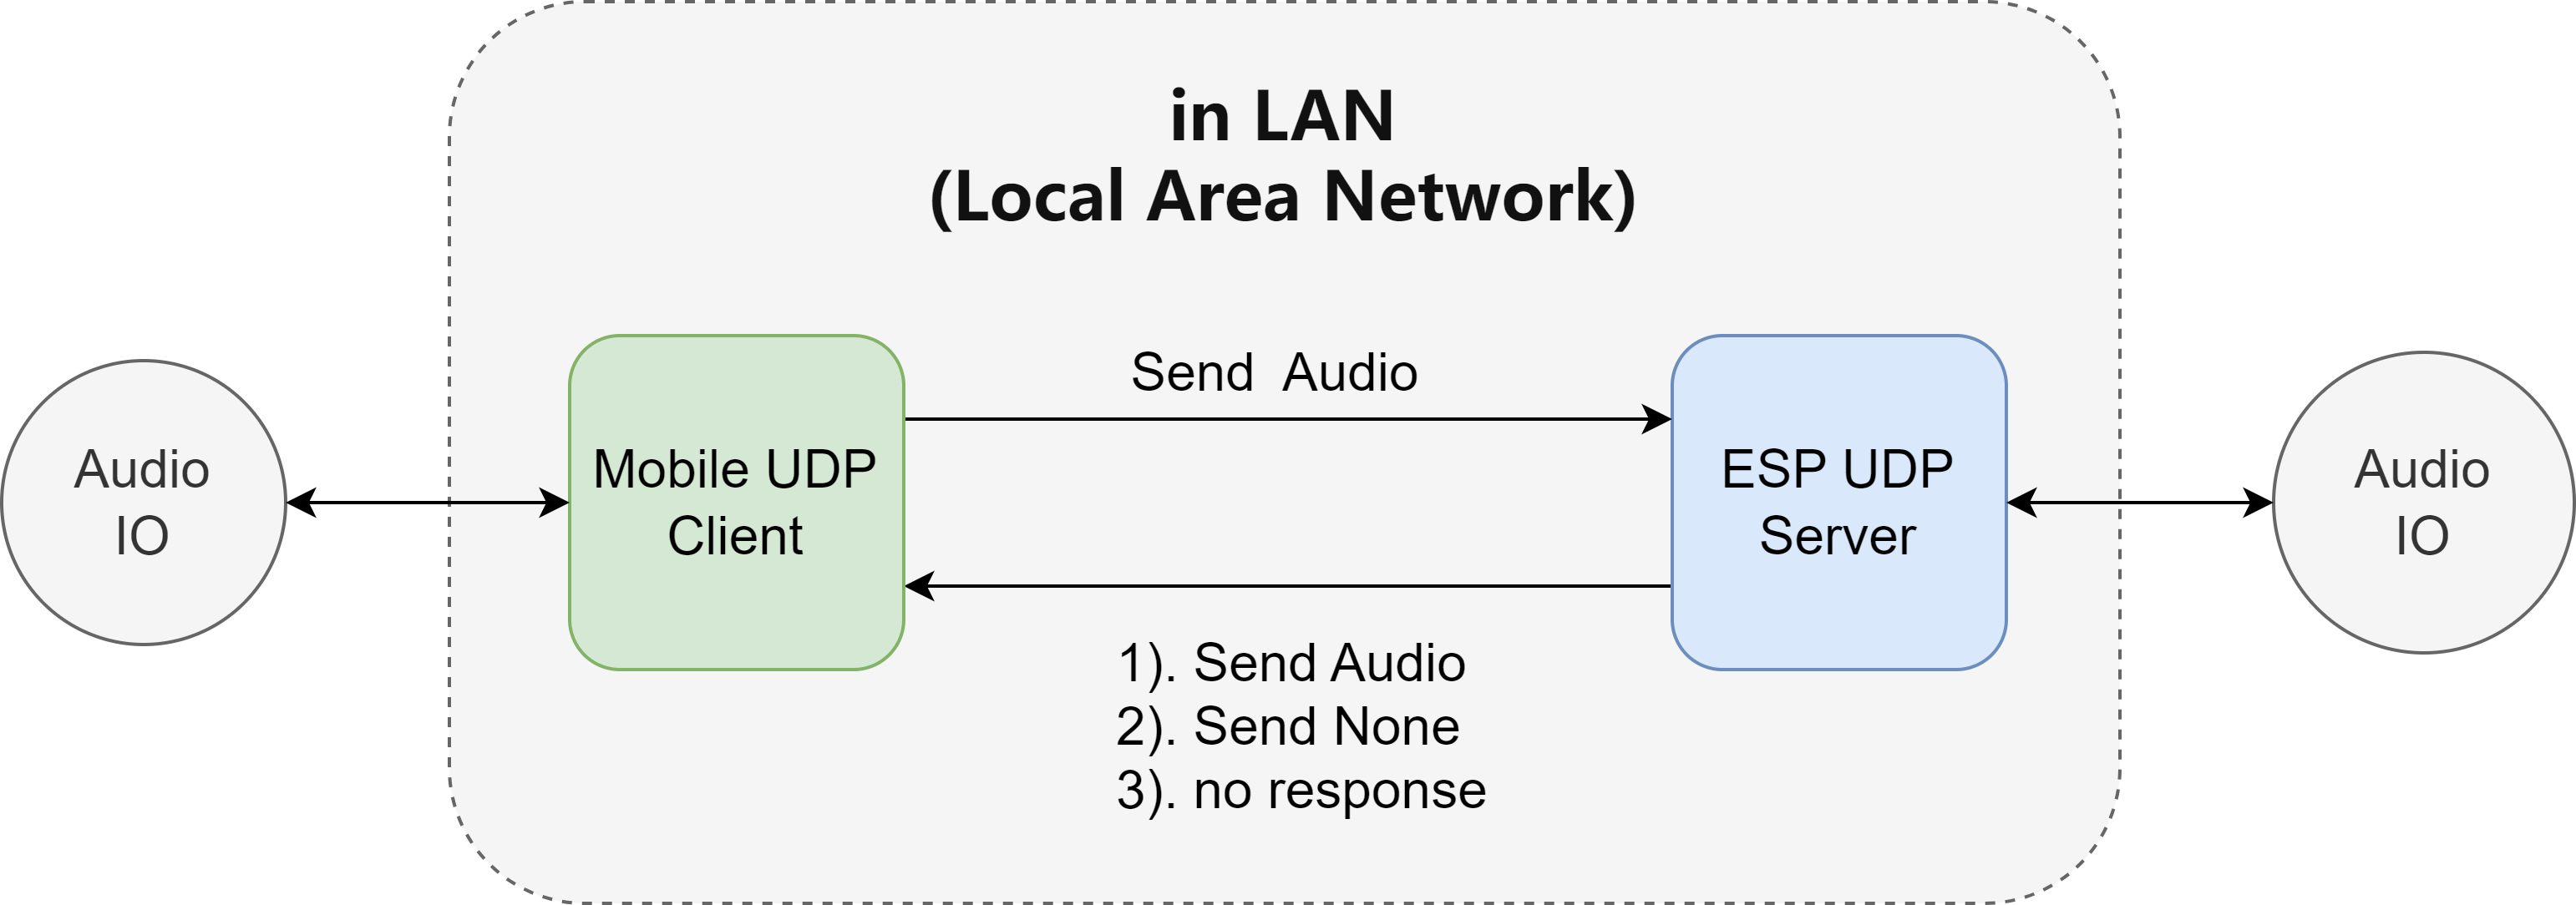 in LAN
(Local Area Network)
Send  Audio
Audio
IO
Mobile UDP
Client
ESP UDP
Server
Audio
IO
1). Send Audio
2). Send None
3). no response